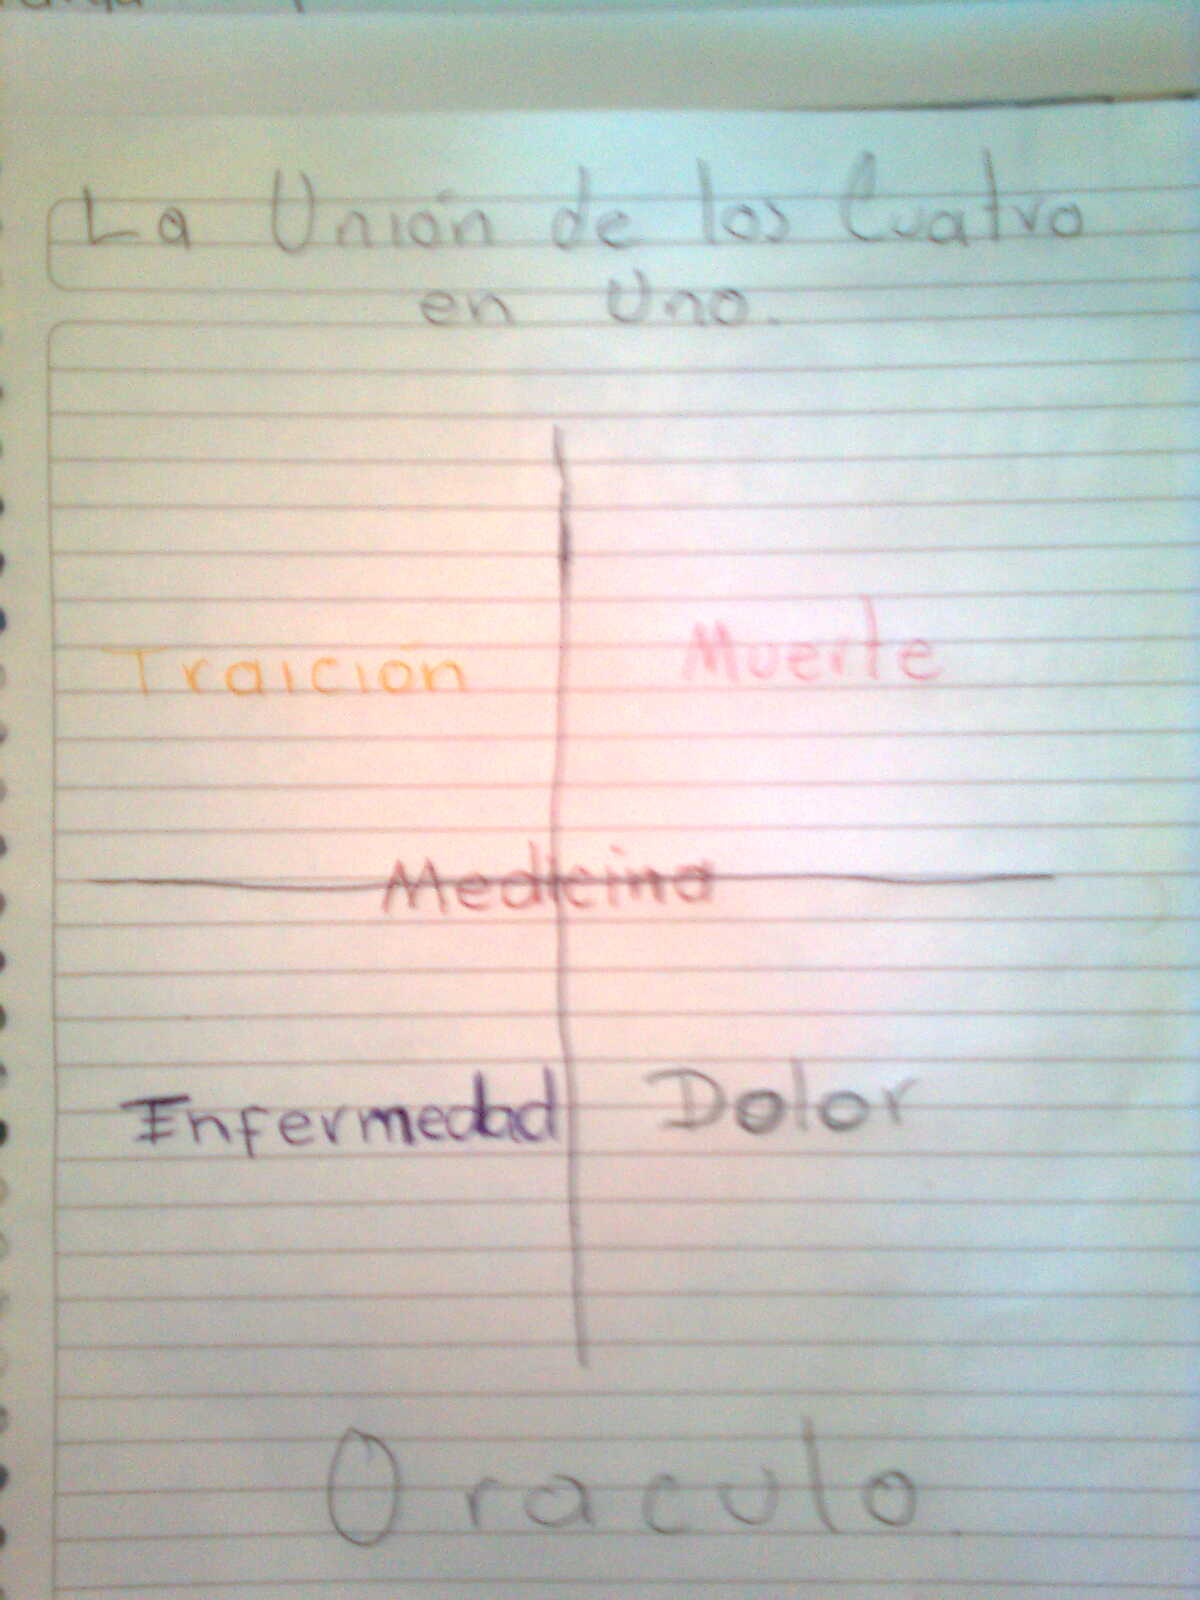 La Unión de los Cuatro
en Uno.
Traición
Muerte
Medicina
Enfermedad
Dolor
Oraculo.